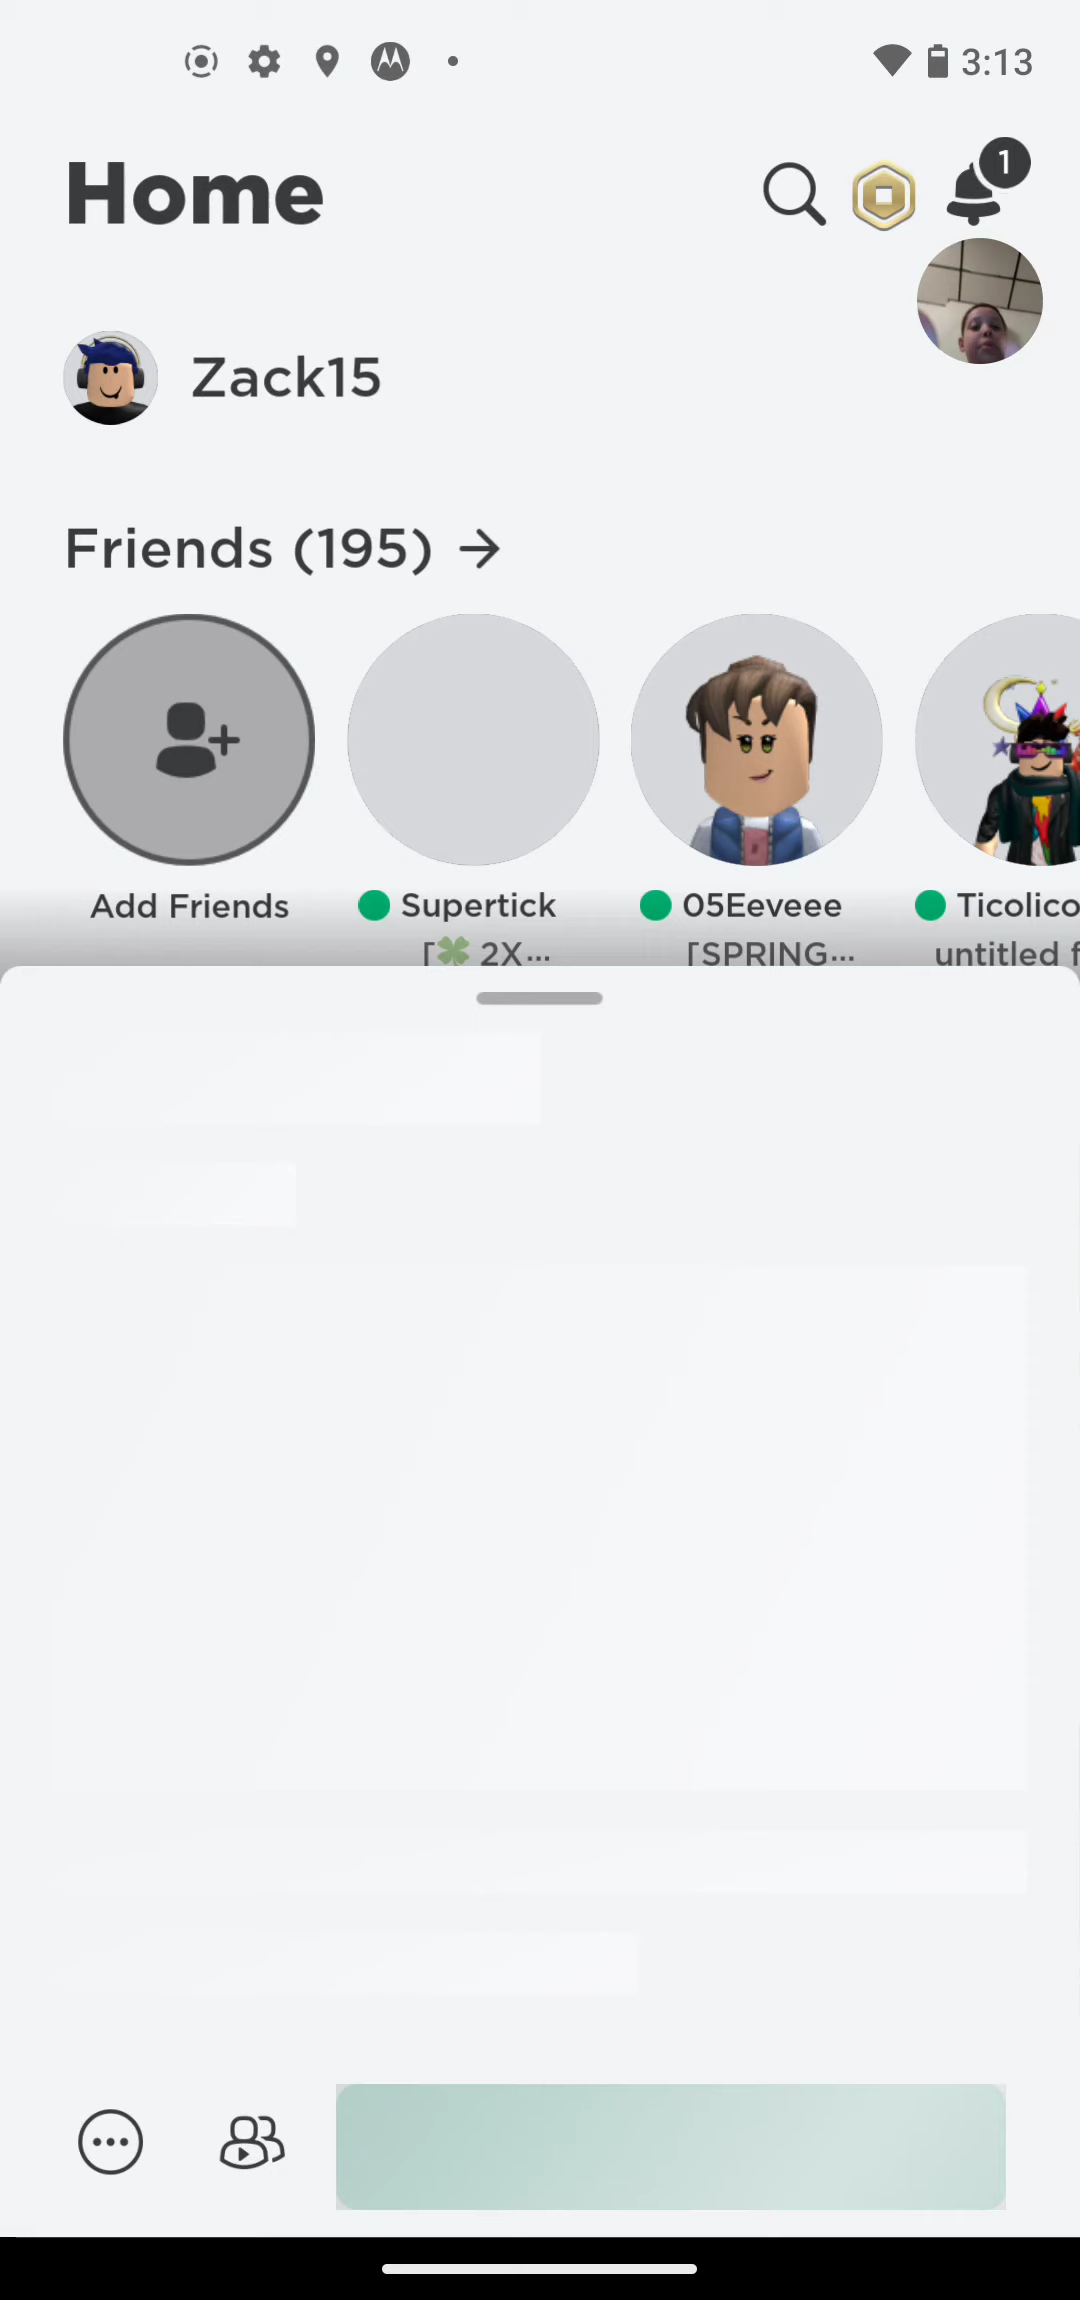 3:13
Home
1
Zack15
Friends (195)
Add Friends
Supertick
05Eeveee
Ticolico
[🍀 2X...
[SPRING...
untitled f